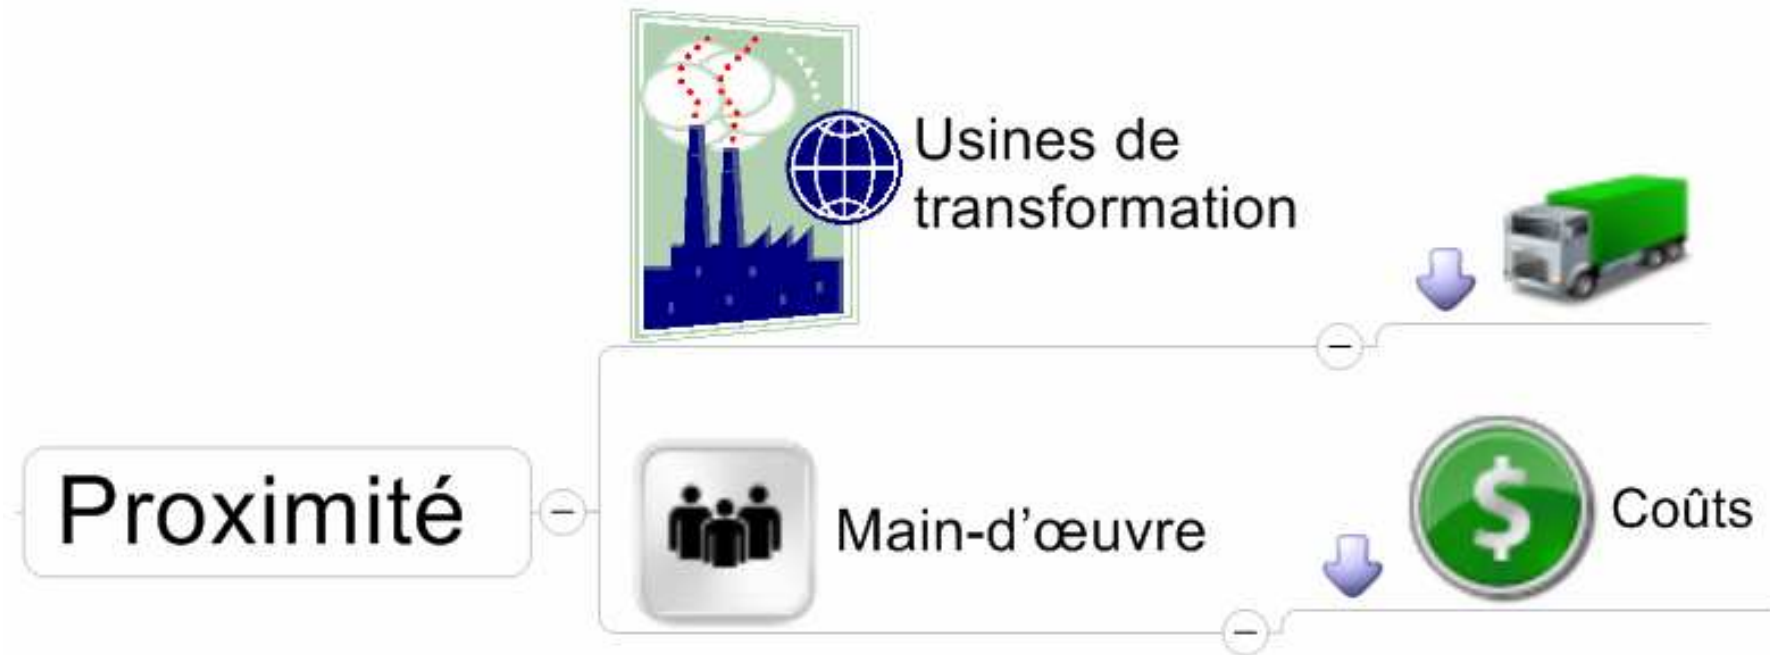 Usines de
transformation
Proximité
Main-d’œuvre
$ Coûts